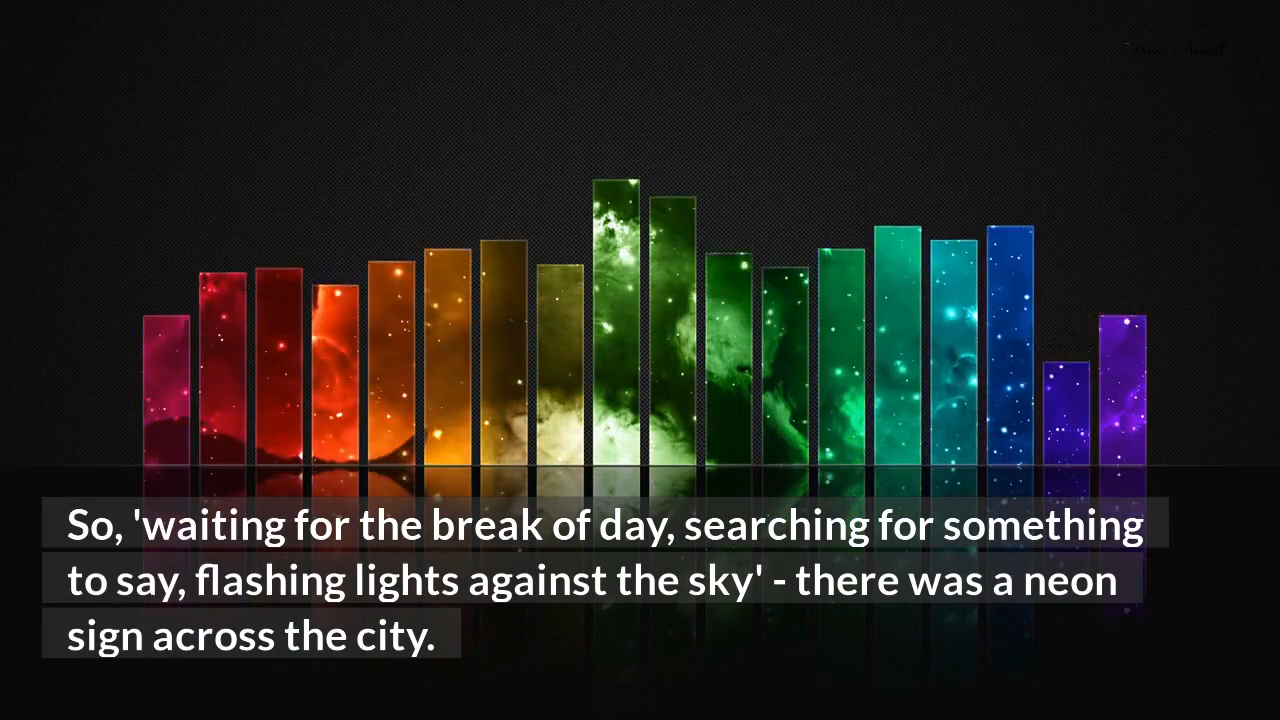 So, 'waiting for the break of day, searching for something
to say, flashing lights against the sky' - there was a neon
sign across the city.